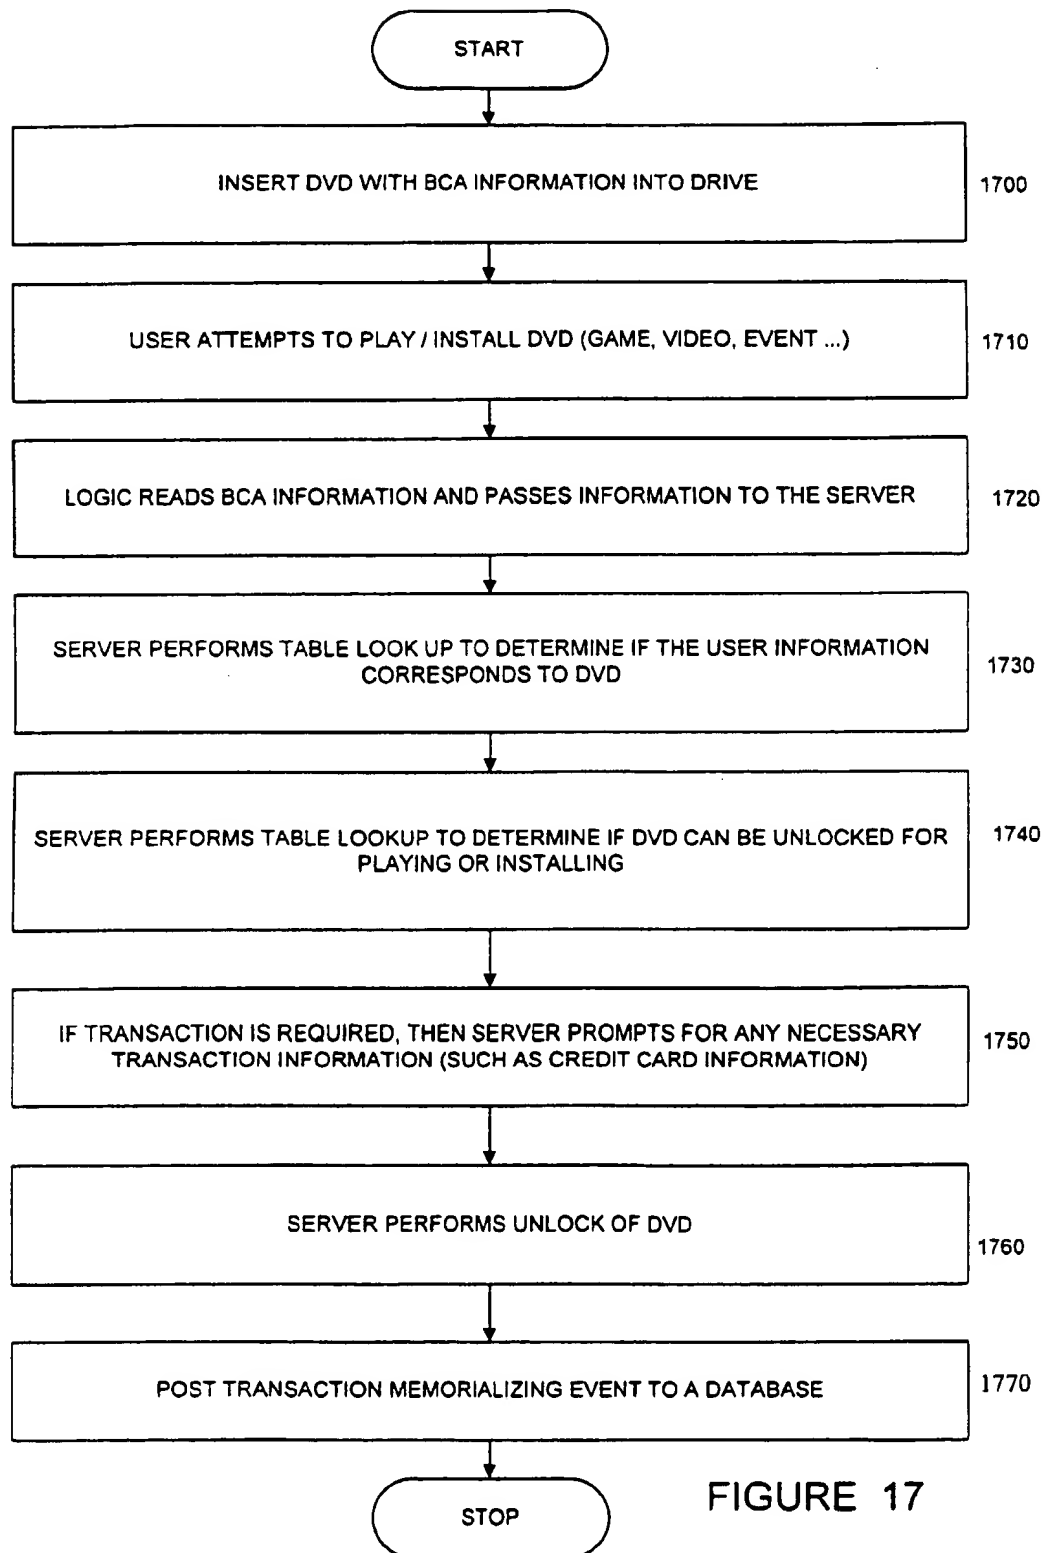 START
INSERT DVD WITH BCA INFORMATION INTO DRIVE
1700
USER ATTEMPTS TO PLAY / INSTALL DVD (GAME, VIDEO, EVENT ...)
1710
LOGIC READS BCA INFORMATION AND PASSES INFORMATION TO THE SERVER
1720
SERVER PERFORMS TABLE LOOK UP TO DETERMINE IF THE USER INFORMATION
CORRESPONDS TO DVD
1730
SERVER PERFORMS TABLE LOOKUP TO DETERMINE IF DVD CAN BE UNLOCKED FOR
PLAYING OR INSTALLING
1740
IF TRANSACTION IS REQUIRED, THEN SERVER PROMPTS FOR ANY NECESSARY
TRANSACTION INFORMATION (SUCH AS CREDIT CARD INFORMATION)
1750
SERVER PERFORMS UNLOCK OF DVD
1760
POST TRANSACTION MEMORIALIZING EVENT TO A DATABASE
1770
STOP
FIGURE 17